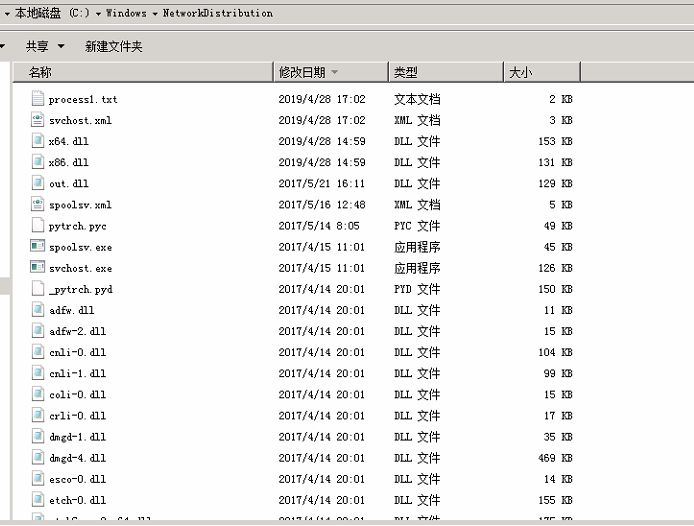 本地磁盘 (C:) Windows NetworkDistribution
共享 新建文件夹
名称 修改日期 类型 大小
process1.txt 2019/4/28 17:02 文本文档 2 KB
svchost.xml 2019/4/28 17:02 XML 文档 3 KB
x64.dll 2019/4/28 14:59 DLL 文件 153 KB
x86.dll 2019/4/28 14:59 DLL 文件 131 KB
out.dll 2017/5/21 16:11 DLL 文件 129 KB
spoolsv.xml 2017/5/16 12:48 XML 文档 5 KB
pytrch.pyc 2017/5/14 8:05 PYC 文件 49 KB
spoolsv.exe 2017/4/15 11:01 应用程序 45 KB
svchost.exe 2017/4/15 11:01 应用程序 126 KB
_pytrch.pyd 2017/4/14 20:01 PYD 文件 150 KB
adfw.dll 2017/4/14 20:01 DLL 文件 11 KB
adfw-2.dll 2017/4/14 20:01 DLL 文件 15 KB
cnli-0.dll 2017/4/14 20:01 DLL 文件 104 KB
cnli-1.dll 2017/4/14 20:01 DLL 文件 99 KB
coli-0.dll 2017/4/14 20:01 DLL 文件 15 KB
crli-0.dll 2017/4/14 20:01 DLL 文件 17 KB
dmgd-1.dll 2017/4/14 20:01 DLL 文件 35 KB
dmgd-4.dll 2017/4/14 20:01 DLL 文件 469 KB
esco-0.dll 2017/4/14 20:01 DLL 文件 14 KB
etch-0.dll 2017/4/14 20:01 DLL 文件 155 KB